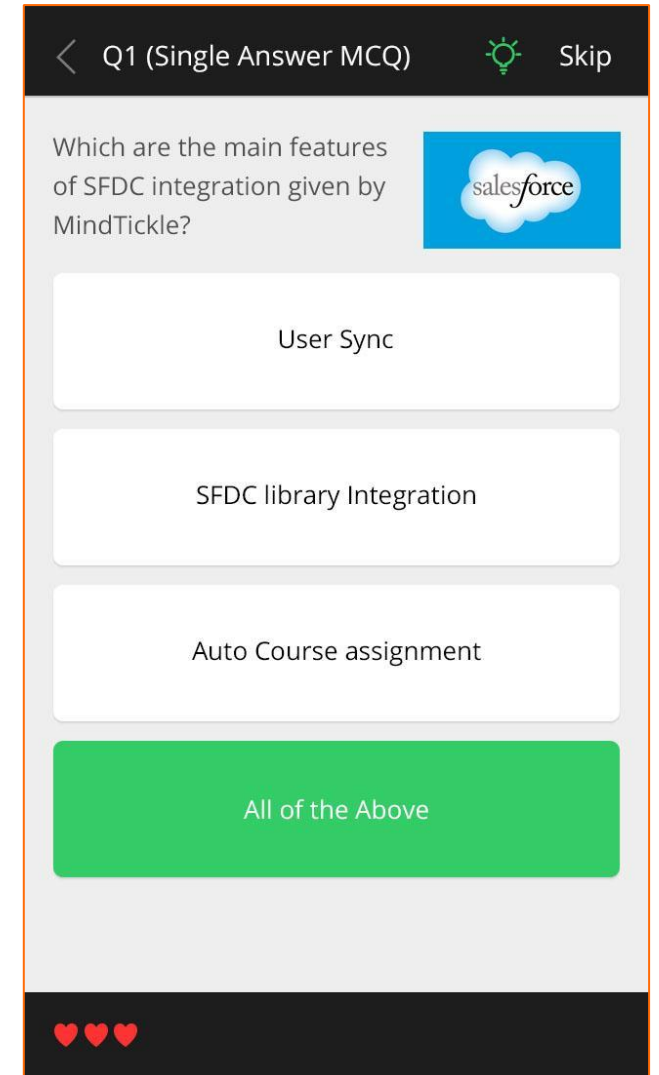 Q1 (Single Answer MCQ)
Skip
Which are the main features
of SFDC integration given by
MindTickle?
salesforce
User Sync
SFDC library Integration
Auto Course assignment
All of the Above